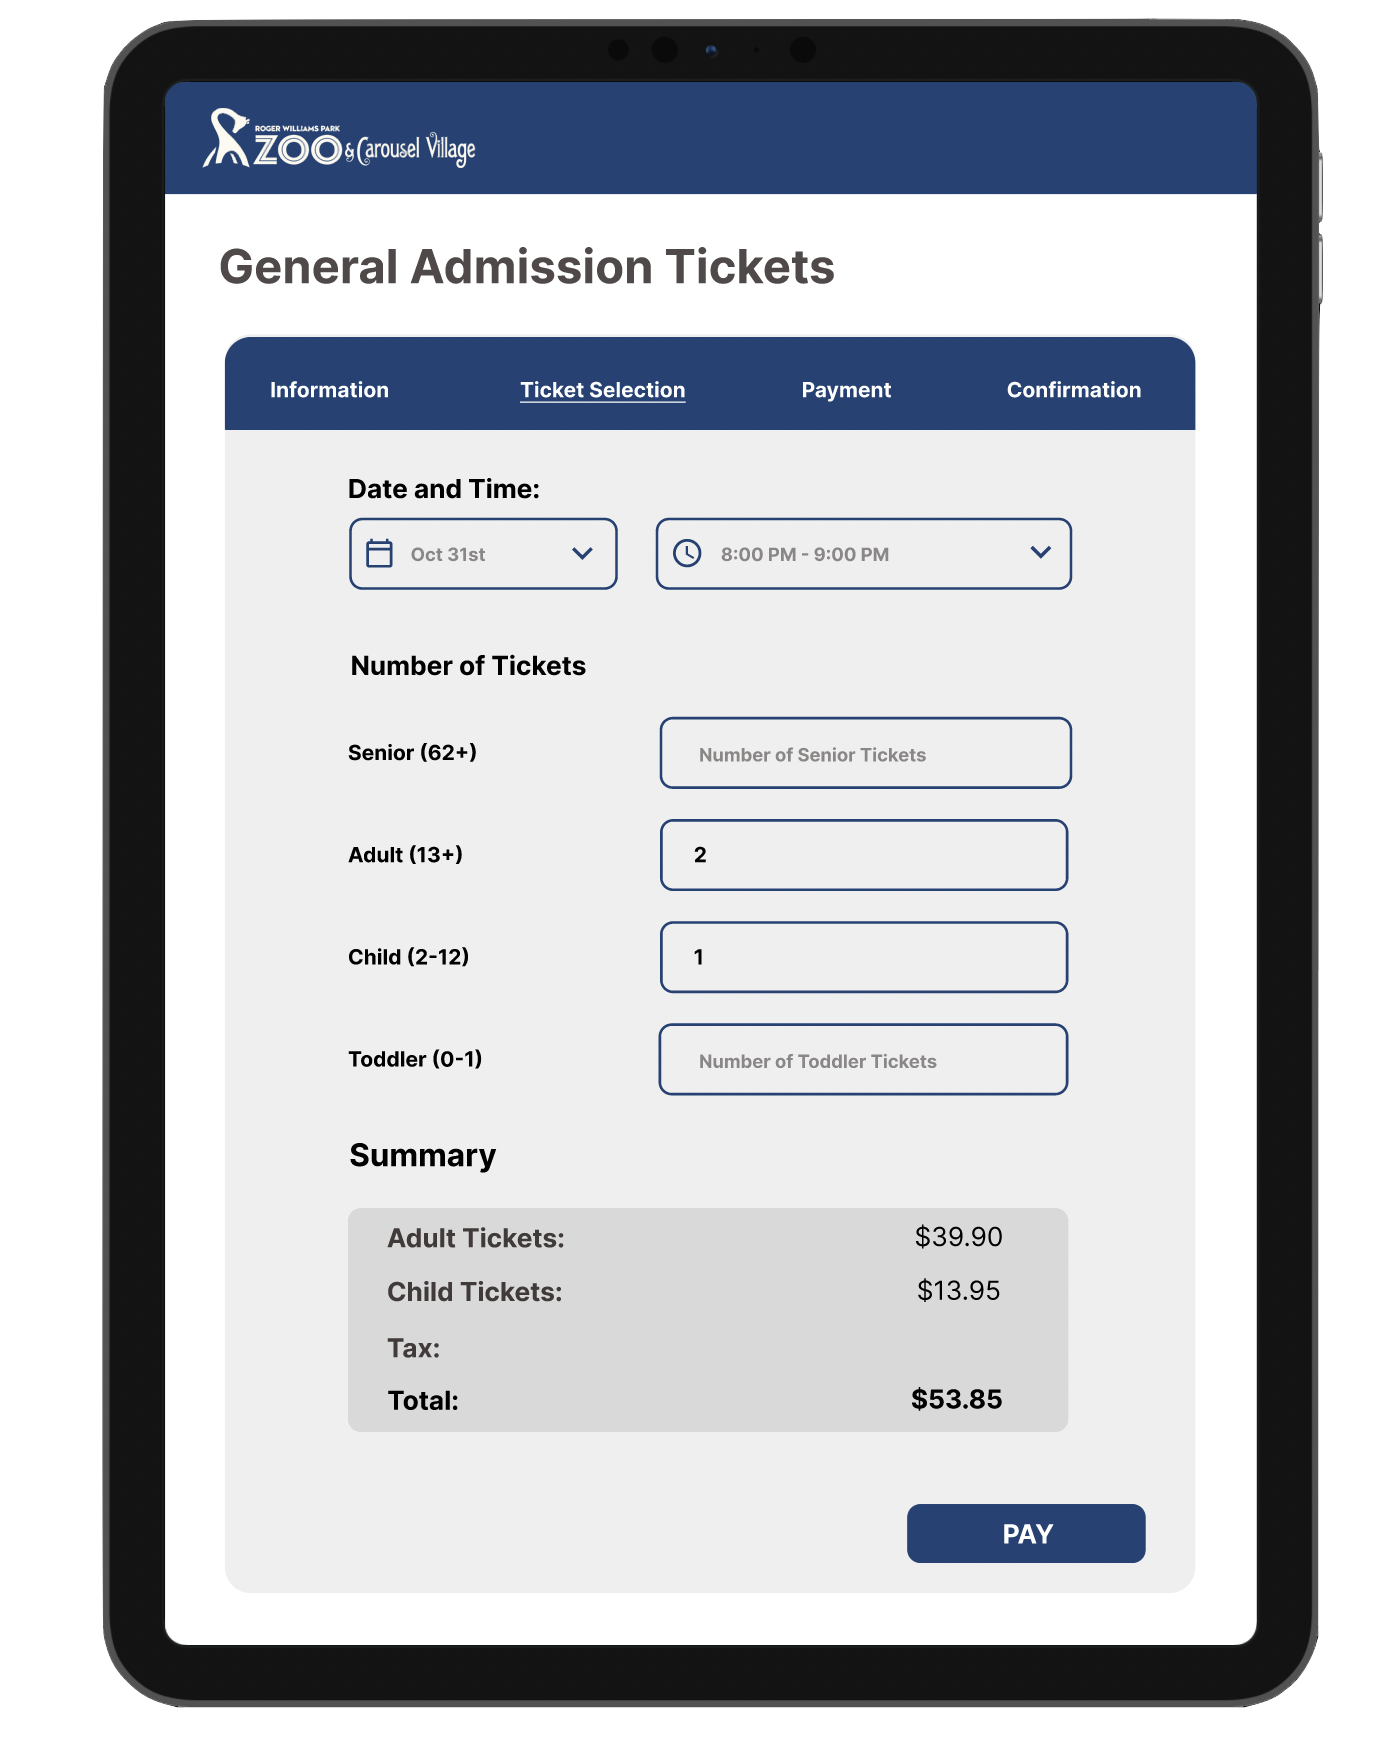 ROGER WILLIAMS PARK
ZOO & Carousel Village
General Admission Tickets
Information Ticket Selection Payment Confirmation
Date and Time:
Oct 31st 8:00 PM - 9:00 PM
Number of Tickets
Senior (62+) Number of Senior Tickets
Adult (13+) 2
Child (2-12) 1
Toddler (0-1) Number of Toddler Tickets
Summary
Adult Tickets: $39.90
Child Tickets: $13.95
Tax:
Total: $53.85
PAY